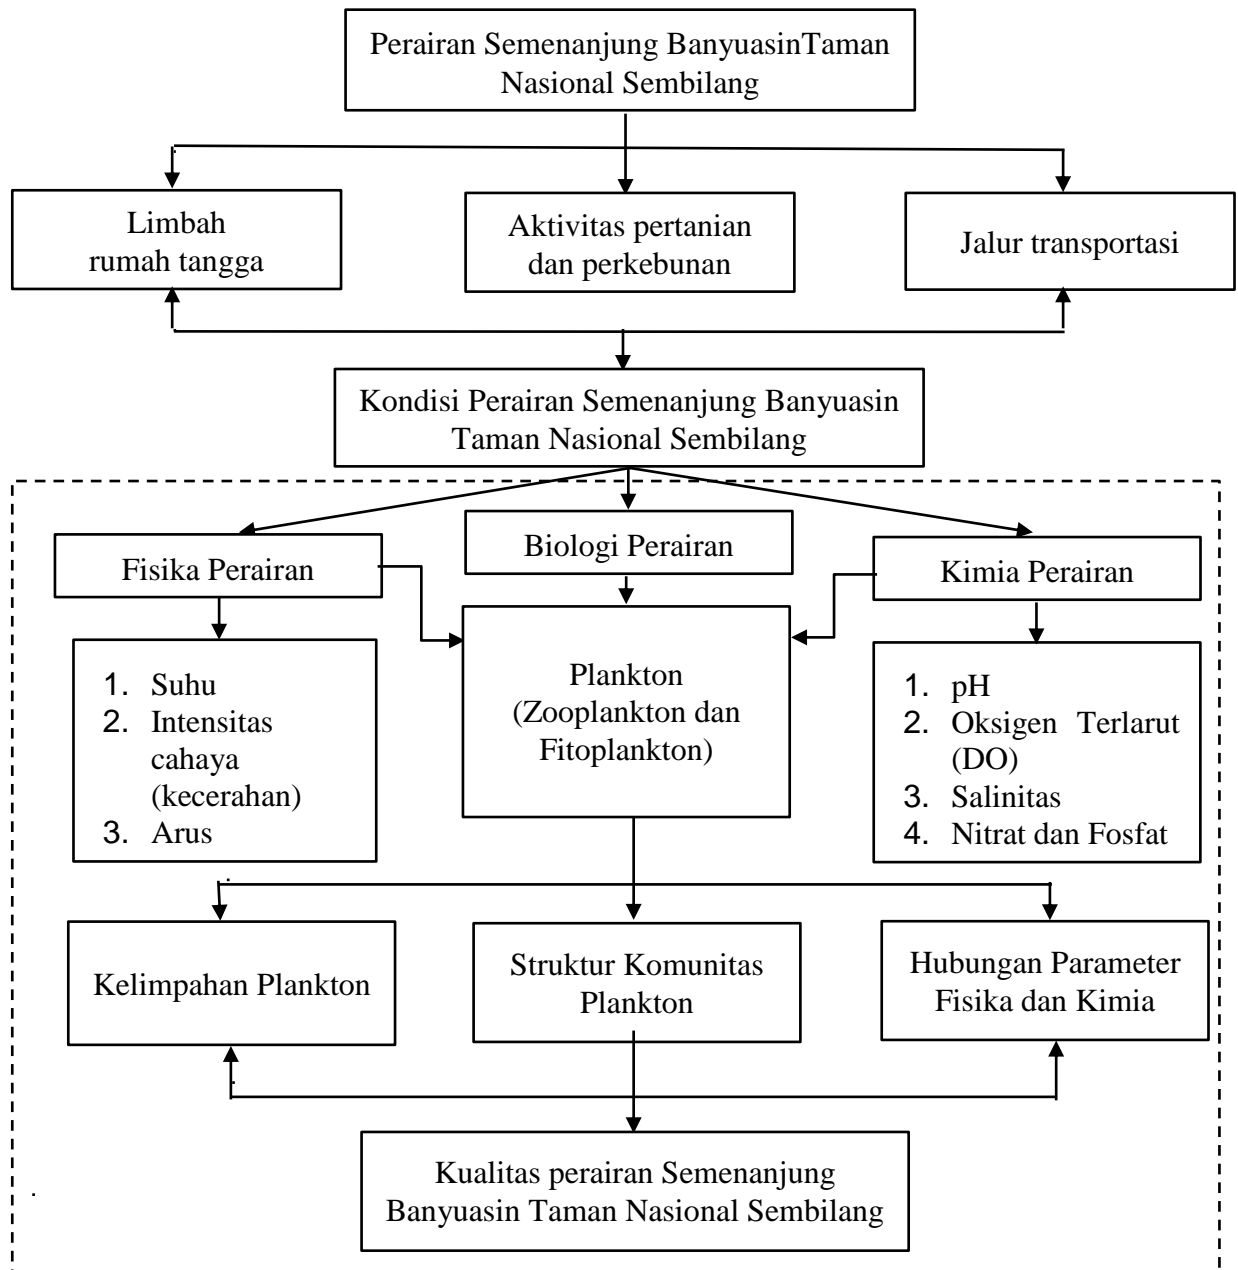 Perairan Semenanjung BanyuasinTaman
Nasional Sembilang
Limbah
rumah tangga
Aktivitas pertanian
dan perkebunan
Jalur transportasi
Kondisi Perairan Semenanjung Banyuasin
Taman Nasional Sembilang
Fisika Perairan
Biologi Perairan
Kimia Perairan
1. Suhu
2. Intensitas
cahaya
(kecerahan)
3. Arus
Plankton
(Zooplankton dan
Fitoplankton)
1. pH
2. Oksigen Terlarut
(DO)
3. Salinitas
4. Nitrat dan Fosfat
Kelimpahan Plankton
Struktur Komunitas
Plankton
Hubungan Parameter
Fisika dan Kimia
Kualitas perairan Semenanjung
Banyuasin Taman Nasional Sembilang